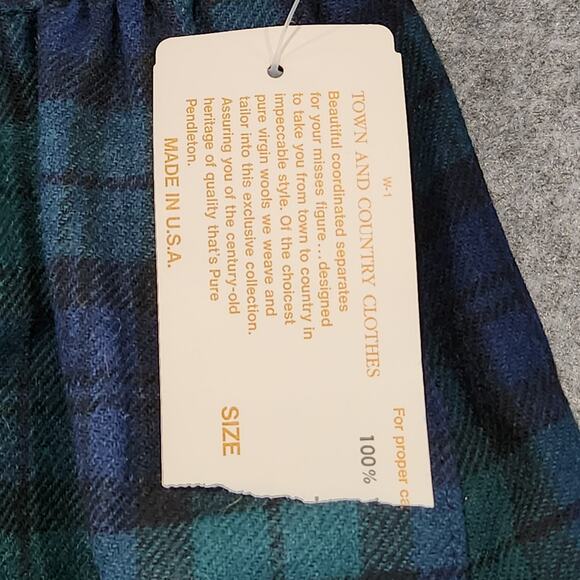 W-1
TOWN AND COUNTRY CLOTHES
Beautiful coordinated separates
for your misses figure...designed
to take you from town to country in
impeccable style. Of the choicest
pure virgin wools we weave and
tailor into this exclusive collection.
Assuring you of the century-old
heritage of quality that's Pure
Pendleton.
MADE IN U.S.A.
For proper ca
100%
SIZE